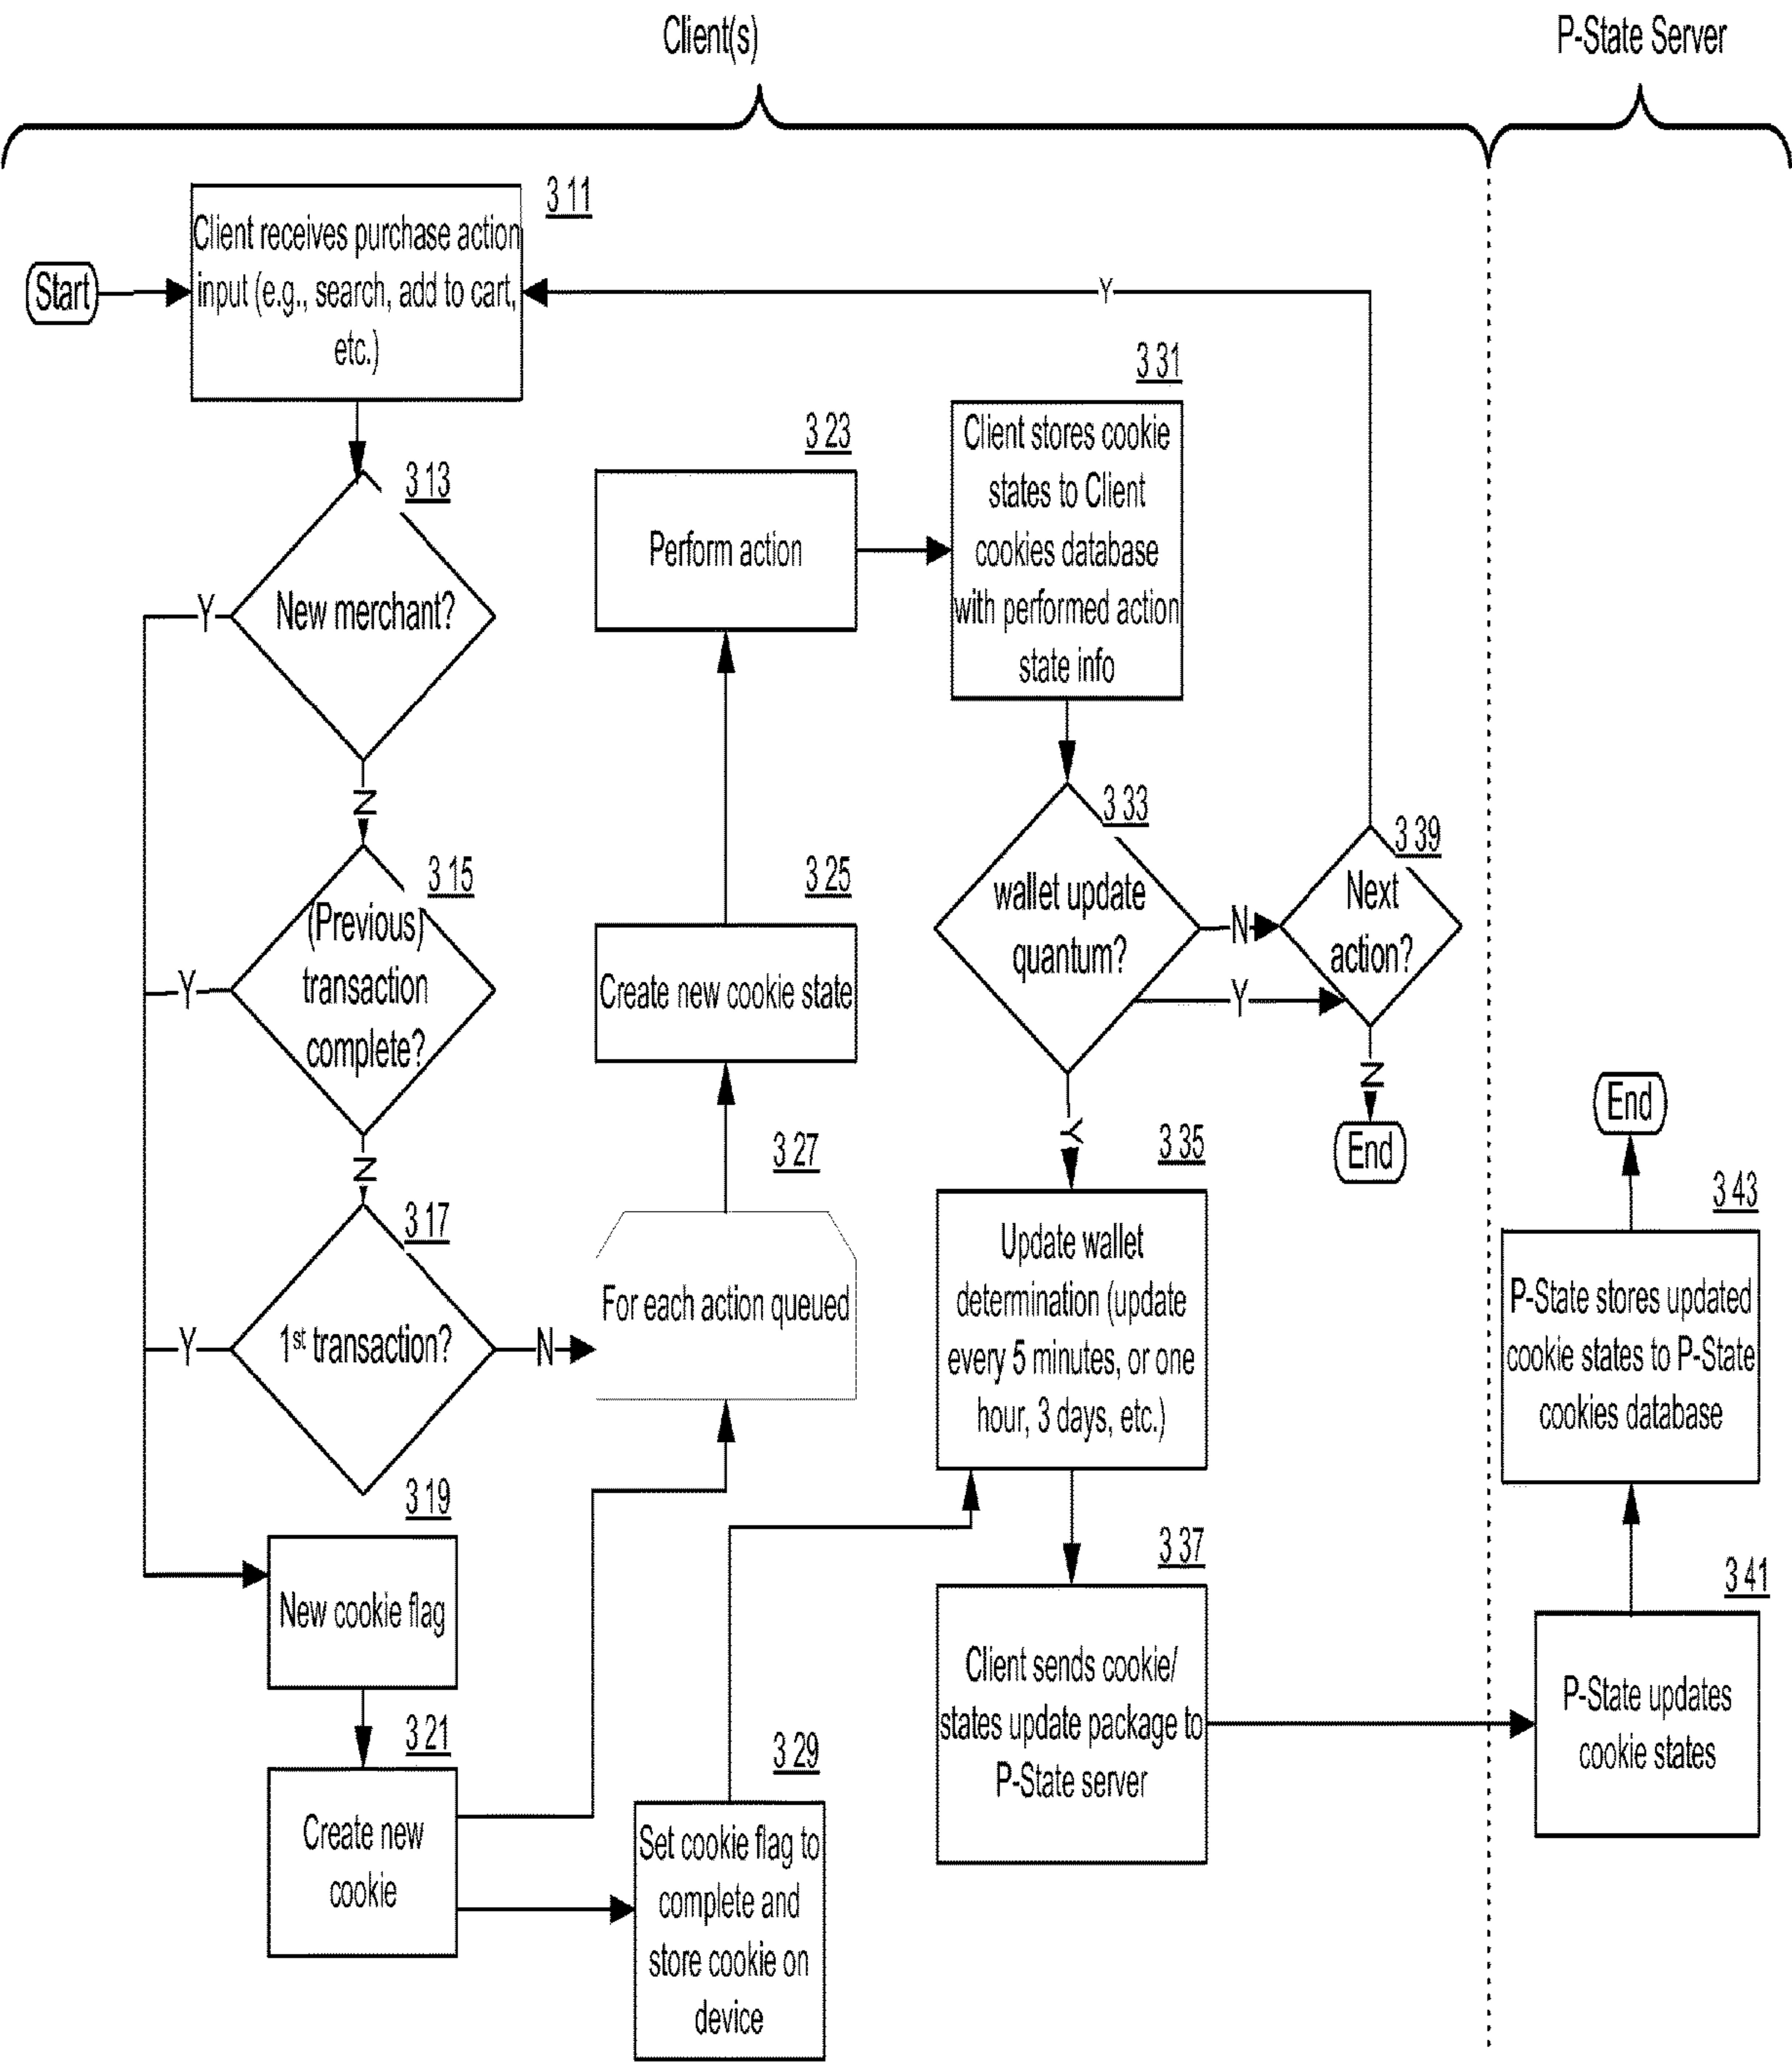 Client(s)
P-State Server
3 11
Client receives purchase action
input (e.g., search, add to cart,
etc.)
Start
Y
3 13
New merchant?
Y
N
3 15
(Previous)
transaction
complete?
Y
N
3 17
1st transaction?
Y
N
3 19
New cookie flag
3 21
Create new
cookie
3 23
Perform action
3 25
Create new cookie state
3 27
For each action queued
3 29
Set cookie flag to
complete and
store cookie on
device
3 31
Client stores cookie
states to Client
cookies database
with performed action
state info
3 33
wallet update
quantum?
N
Y
Y
3 39
Next
action?
N
End
3 35
Update wallet
determination (update
every 5 minutes, or one
hour, 3 days, etc.)
3 37
Client sends cookie/
states update package to
P-State server
End
3 43
P-State stores updated
cookie states to P-State
cookies database
3 41
P-State updates
cookie states